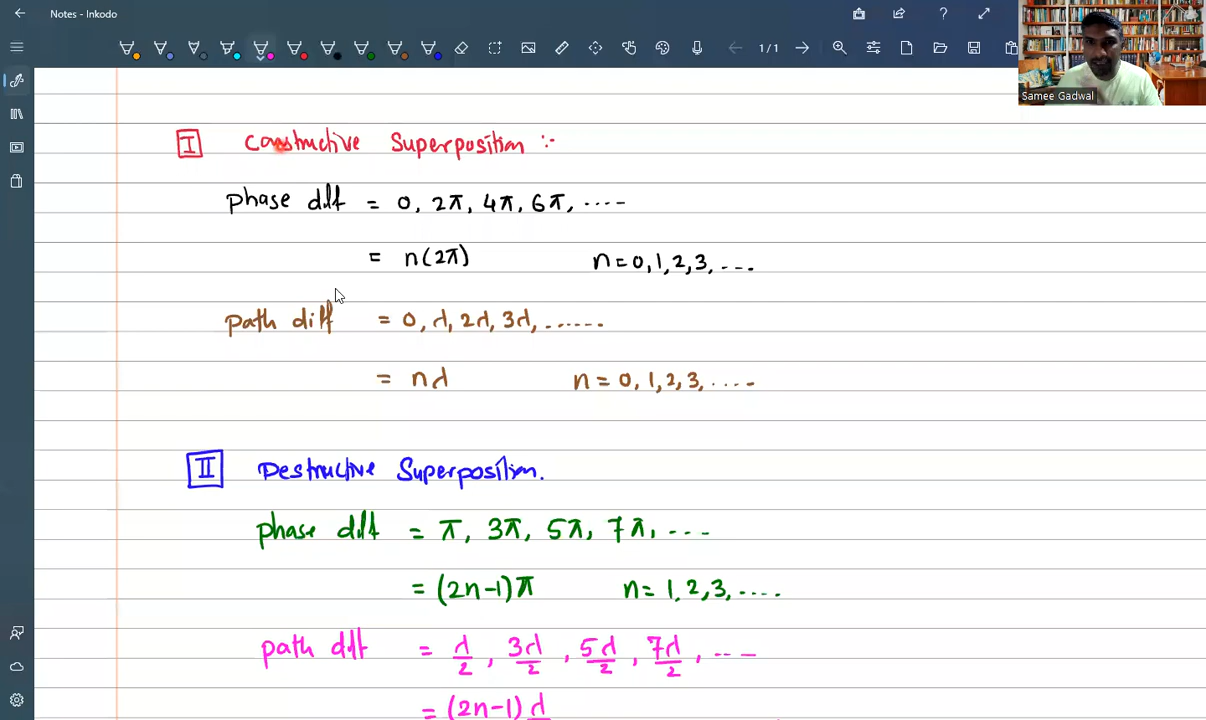 Notes - Inkodo
1/1
Samee Gadwal
I Constructive Superposition :-
phase diff = 0, 2π, 4π, 6π, ....
= n(2π) n = 0, 1, 2, 3, ...
path diff = 0, λ, 2λ, 3λ, ......
= nλ n = 0, 1, 2, 3, ....
II Destructive Superposition.
phase diff = π, 3π, 5π, 7π, ...
= (2n-1)π n = 1, 2, 3, ....
path diff = λ/2, 3λ/2, 5λ/2, 7λ/2, ...
= (2n-1) λ